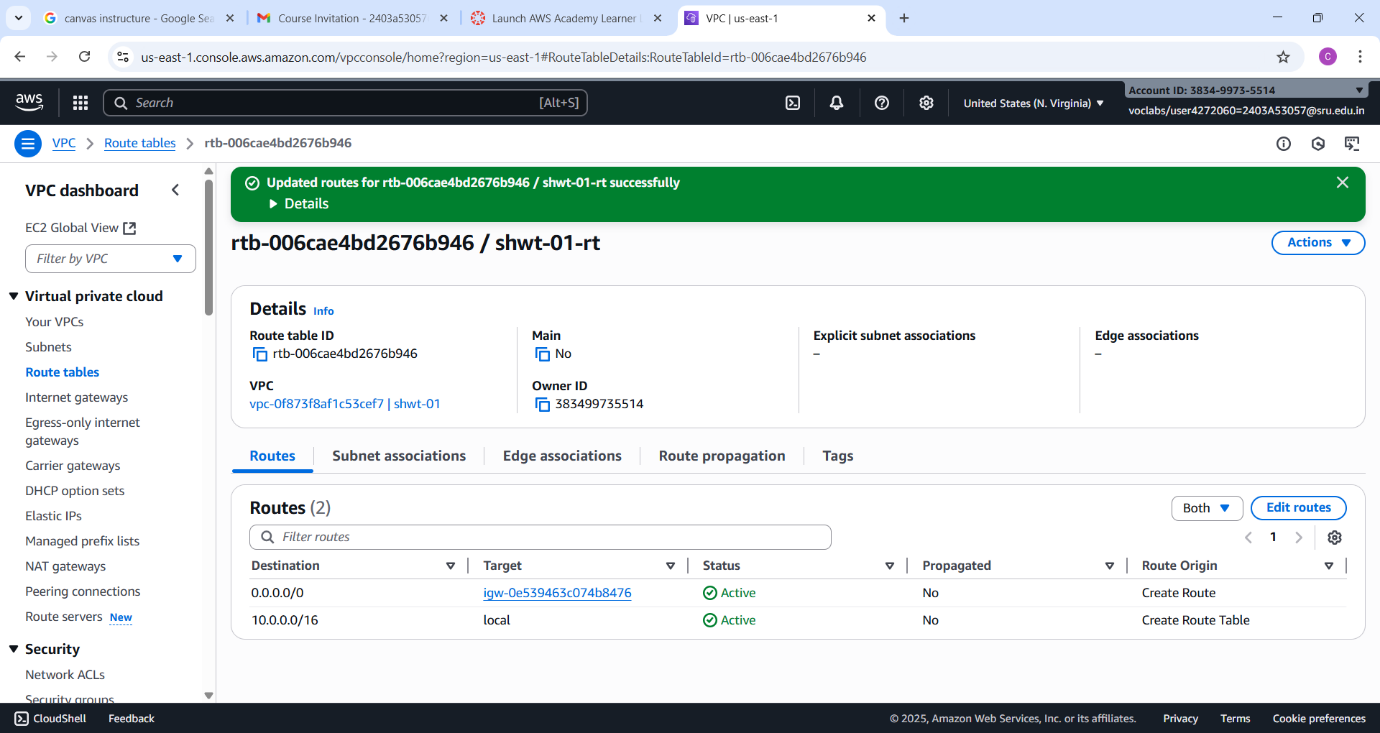 canvas instructure - Google Sea
Course Invitation - 2403a53057
Launch AWS Academy Learner
VPC | us-east-1
us-east-1.console.aws.amazon.com/vpcconsole/home?region=us-east-1#RouteTableDetails:RouteTableId=rtb-006cae4bd2676b946
C
aws
Search
[Alt+S]
United States (N. Virginia)
Account ID: 3834-9973-5514
voclabs/user4272060=2403A53057@sru.edu.in
VPC
Route tables
rtb-006cae4bd2676b946
VPC dashboard
EC2 Global View
Filter by VPC
Virtual private cloud
Your VPCs
Subnets
Route tables
Internet gateways
Egress-only internet
gateways
Carrier gateways
DHCP option sets
Elastic IPs
Managed prefix lists
NAT gateways
Peering connections
Route servers New
Security
Network ACLs
Security groups
Updated routes for rtb-006cae4bd2676b946 / shwt-01-rt successfully
Details
rtb-006cae4bd2676b946 / shwt-01-rt
Actions
Details Info
Route table ID
rtb-006cae4bd2676b946
Main
No
Explicit subnet associations
–
Edge associations
–
VPC
vpc-0f873f8af1c53cef7 | shwt-01
Owner ID
383499735514
Routes
Subnet associations
Edge associations
Route propagation
Tags
Routes (2)
Both
Edit routes
Filter routes
1
Destination Target Status Propagated Route Origin
0.0.0.0/0 igw-0e539463c074b8476 Active No Create Route
10.0.0.0/16 local Active No Create Route Table
CloudShell
Feedback
© 2025, Amazon Web Services, Inc. or its affiliates.
Privacy
Terms
Cookie preferences